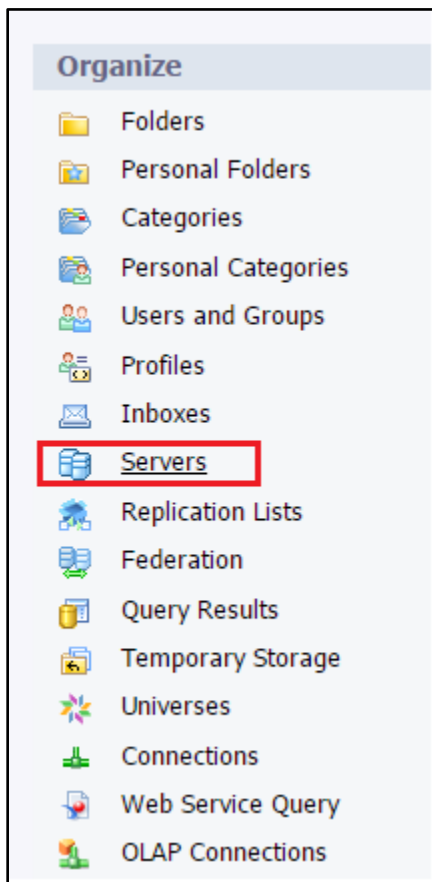 Organize
Folders
Personal Folders
Categories
Personal Categories
Users and Groups
Profiles
Inboxes
Servers
Replication Lists
Federation
Query Results
Temporary Storage
Universes
Connections
Web Service Query
OLAP Connections